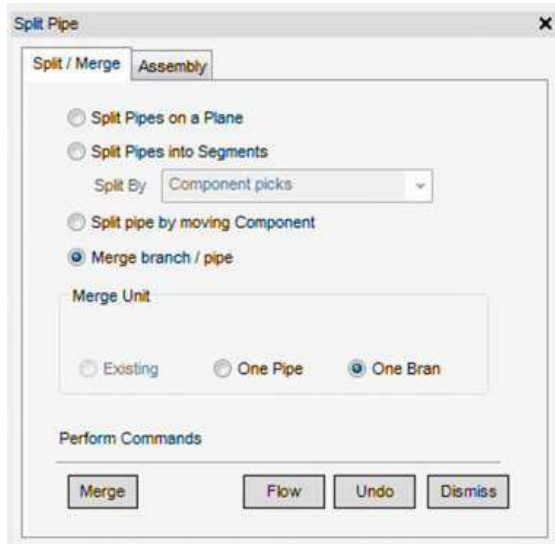 Split Pipe
Split / Merge Assembly
Split Pipes on a Plane
Split Pipes into Segments
Split By Component picks
Split pipe by moving Component
Merge branch / pipe
Merge Unit
Existing One Pipe One Bran
Perform Commands
Merge Flow Undo Dismiss